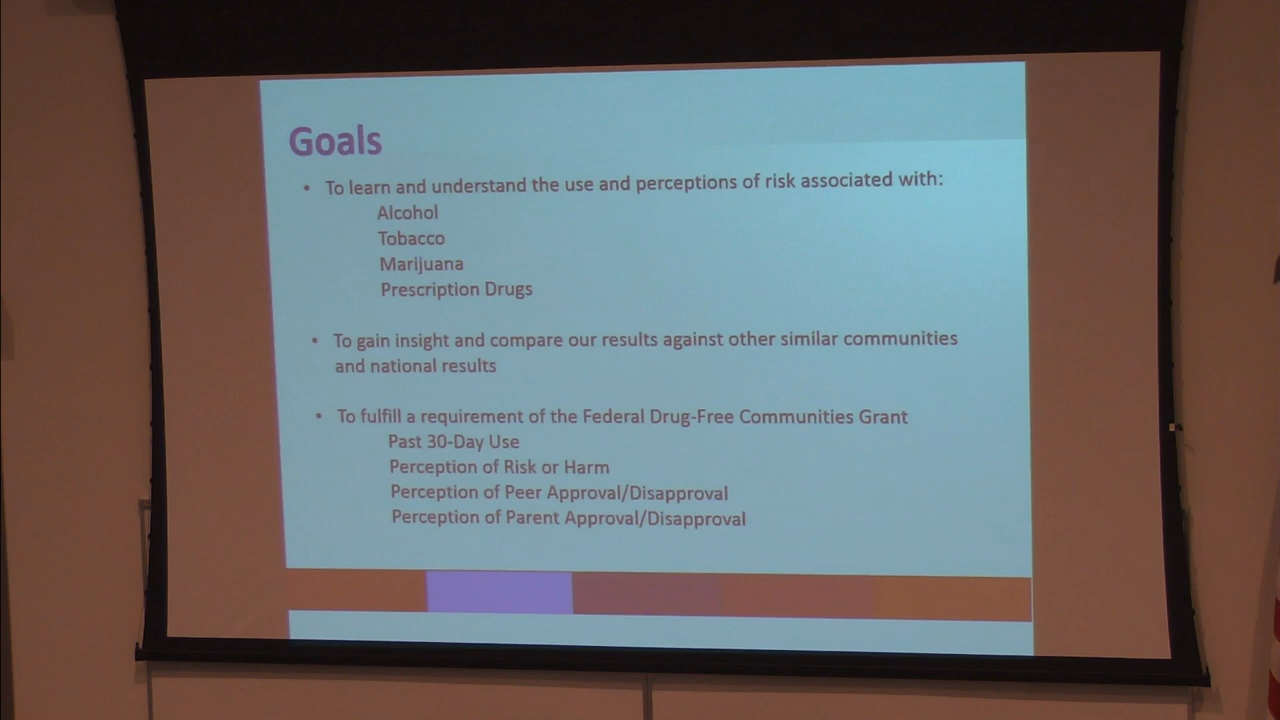 Goals
• To learn and understand the use and perceptions of risk associated with:
Alcohol
Tobacco
Marijuana
Prescription Drugs
• To gain insight and compare our results against other similar communities
and national results
• To fulfill a requirement of the Federal Drug-Free Communities Grant
Past 30-Day Use
Perception of Risk or Harm
Perception of Peer Approval/Disapproval
Perception of Parent Approval/Disapproval